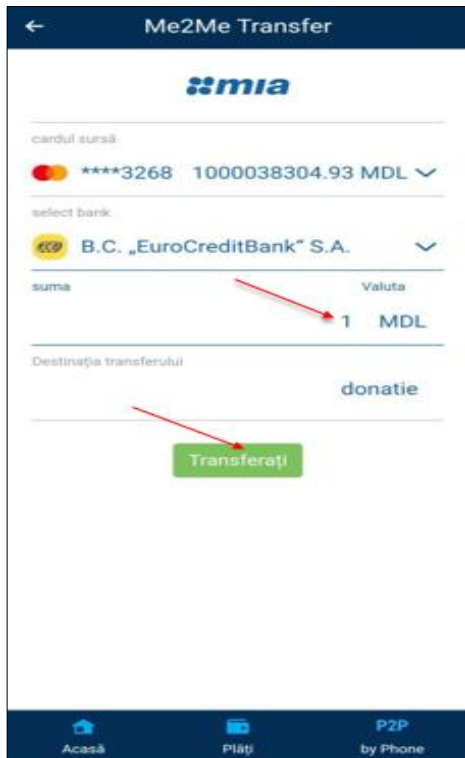 Me2Me Transfer
mia
cardul sursă
****3268 1000038304.93 MDL
select bank
B.C. „EuroCreditBank” S.A.
suma Valuta
1 MDL
Destinația transferului
donatie
Transferați
Acasă Plăți P2P by Phone